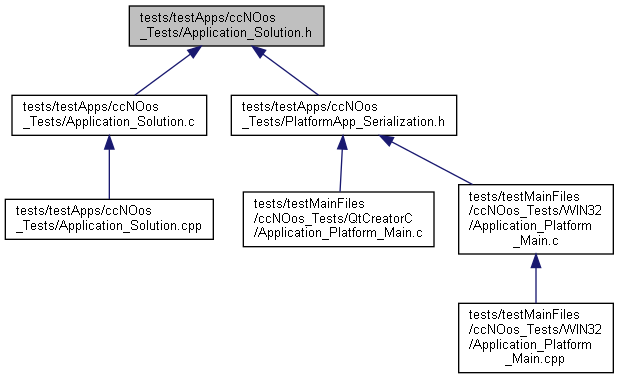 tests/testApps/ccNOos
_Tests/Application_Solution.h
tests/testApps/ccNOos
_Tests/Application_Solution.c
tests/testApps/ccNOos
_Tests/PlatformApp_Serialization.h
tests/testApps/ccNOos
_Tests/Application_Solution.cpp
tests/testMainFiles
/ccNOos_Tests/QtCreatorC
/Application_Platform_Main.c
tests/testMainFiles
/ccNOos_Tests/WIN32
/Application_Platform
_Main.c
tests/testMainFiles
/ccNOos_Tests/WIN32
/Application_Platform
_Main.cpp